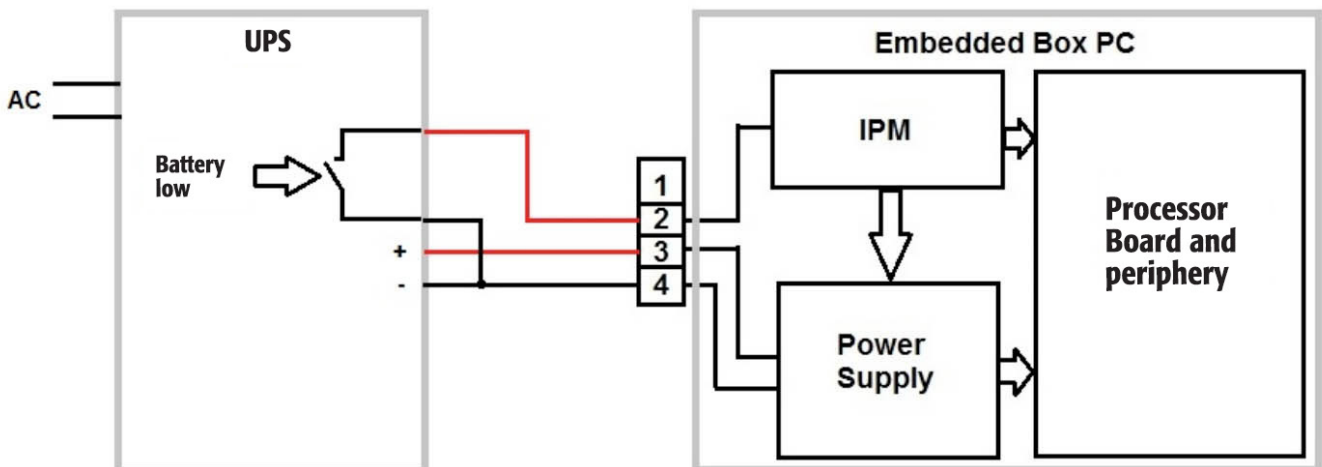 UPS
Embedded Box PC
AC
IPM
Battery
low
1
2
3
4
+
-
Processor
Board and
periphery
Power
Supply